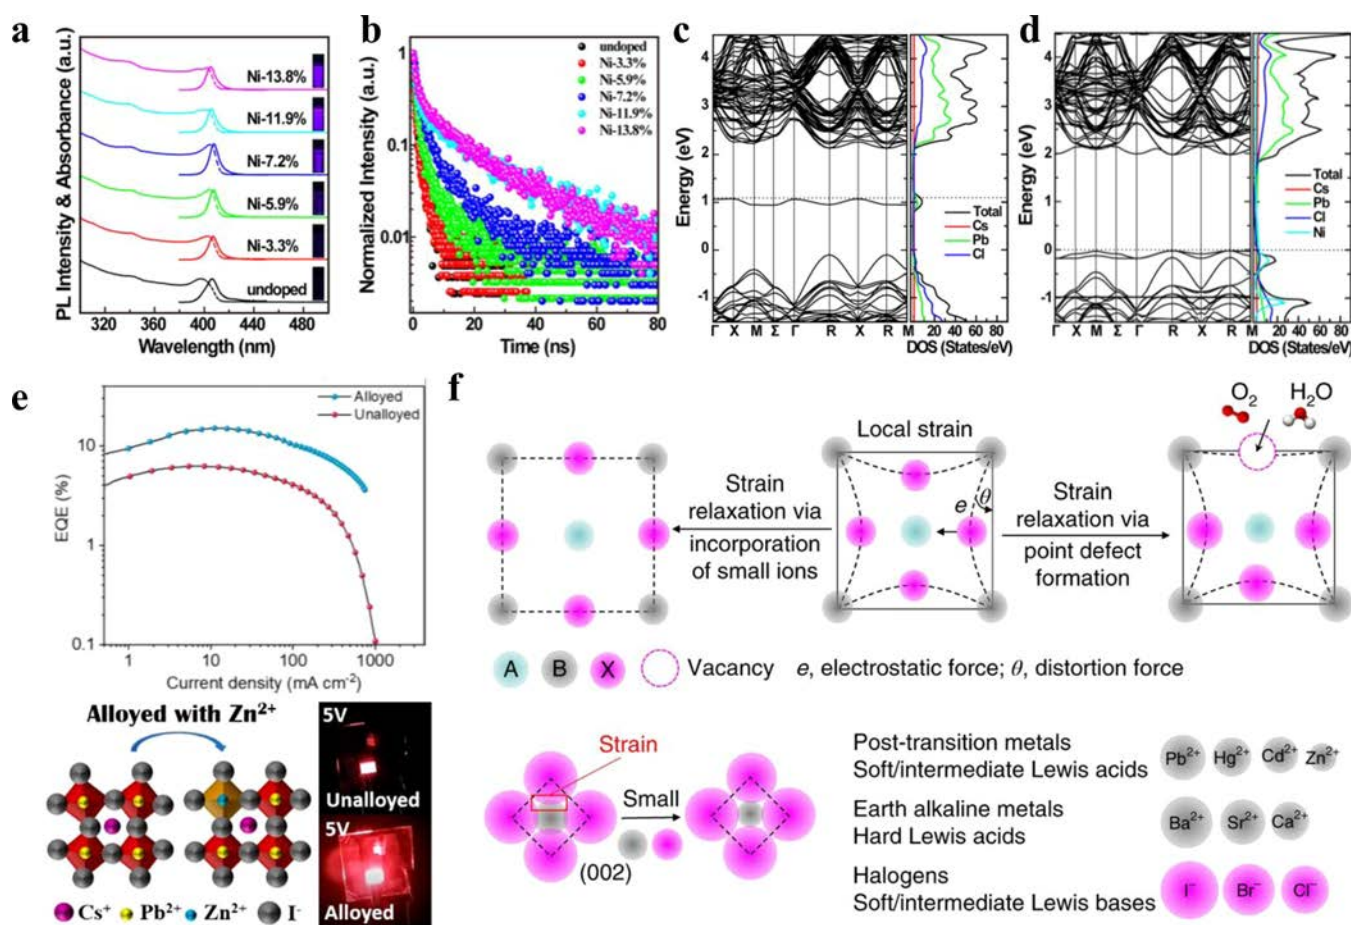 a
PL Intensity & Absorbance (a.u.)
Ni-13.8%
Ni-11.9%
Ni-7.2%
Ni-5.9%
Ni-3.3%
undoped
320
400
480
Wavelength (nm)
b
Normalized Intensity (a.u.)
1
0.1
0.01
undoped
Ni-3.3%
Ni-5.9%
Ni-7.2%
Ni-11.9%
Ni-13.8%
0 20 40 60 80
Time (ns)
c
Energy (eV)
4
3
2
1
0
-1
Total
Cs
Pb
Cl
Γ X M Σ Γ R X R M
20 40 60 80
DOS (States/eV)
d
Energy (eV)
4
3
2
1
0
-1
Total
Cs
Pb
Cl
Ni
Γ X M Σ Γ R X R M
20 40 60 80
DOS (States/eV)
e
Alloyed
Unalloyed
EQE (%)
10
1
0.1
1 10 100 1000
Current density (mA cm⁻²)
Alloyed with Zn²⁺
Cs⁺ Pb²⁺ Zn²⁺ I⁻
5V
Unalloyed
5V
Alloyed
f
Strain
relaxation via
incorporation
of small ions
Local strain
e
θ
Strain
relaxation via
point defect
formation
O₂
H₂O
A B X Vacancy e, electrostatic force; θ, distortion force
Strain
Small
(002)
Post-transition metals
Soft/intermediate Lewis acids
Pb²⁺ Hg²⁺ Cd²⁺ Zn²⁺
Earth alkaline metals
Hard Lewis acids
Ba²⁺ Sr²⁺ Ca²⁺
Halogens
Soft/intermediate Lewis bases
I⁻ Br⁻ Cl⁻